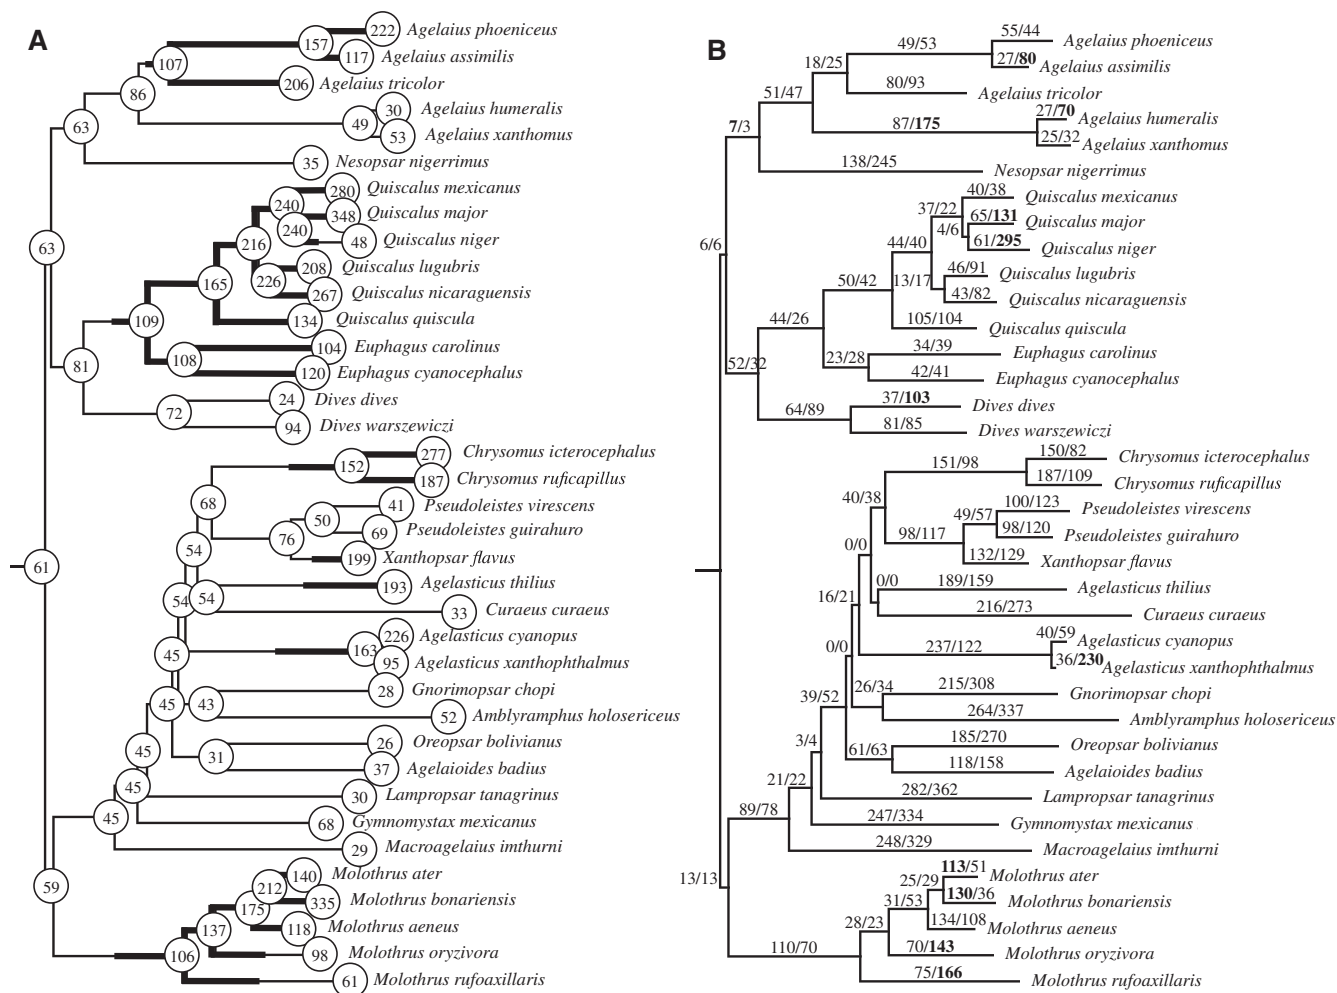 A
222
Agelaius phoeniceus
157
117
Agelaius assimilis
107
206
Agelaius tricolor
86
30
Agelaius humeralis
49
53
Agelaius xanthomus
63
35
Nesopsar nigerrimus
280
Quiscalus mexicanus
240
348
Quiscalus major
240
48
Quiscalus niger
216
63
208
Quiscalus lugubris
226
165
267
Quiscalus nicaraguensis
109
134
Quiscalus quiscula
104
Euphagus carolinus
108
81
120
Euphagus cyanocephalus
24
Dives dives
72
94
Dives warszewiczi
277
Chrysomus icterocephalus
152
187
Chrysomus ruficapillus
68
41
Pseudoleistes virescens
50
69
Pseudoleistes guirahuro
76
199
Xanthopsar flavus
54
61
193
Agelasticus thilius
54
54
33
Curaeus curaeus
226
Agelasticus cyanopus
163
45
95
Agelasticus xanthophthalmus
28
Gnorimopsar chopi
45
43
52
Amblyramphus holosericeus
26
Oreopsar bolivianus
45
31
37
Agelaioides badius
45
30
Lampropsar tanagrinus
45
68
Gymnomystax mexicanus
29
Macroagelaius imthurni
59
140
Molothrus ater
212
335
Molothrus bonariensis
175
118
Molothrus aeneus
137
98
Molothrus oryzivora
106
61
Molothrus rufoaxillaris
B
55/44
Agelaius phoeniceus
49/53
27/80
Agelaius assimilis
18/25
80/93
Agelaius tricolor
51/47
27/70
Agelaius humeralis
87/175
25/32
Agelaius xanthomus
7/3
138/245
Nesopsar nigerrimus
40/38
Quiscalus mexicanus
37/22
65/131
Quiscalus major
4/6
61/295
Quiscalus niger
6/6
44/40
46/91
Quiscalus lugubris
13/17
50/42
43/82
Quiscalus nicaraguensis
44/26
105/104
Quiscalus quiscula
34/39
Euphagus carolinus
52/32
23/28
42/41
Euphagus cyanocephalus
37/103
Dives dives
64/89
81/85
Dives warszewiczi
150/82
Chrysomus icterocephalus
151/98
187/109
Chrysomus ruficapillus
40/38
100/123
Pseudoleistes virescens
49/57
98/120
Pseudoleistes guirahuro
98/117
132/129
Xanthopsar flavus
0/0
0/0
189/159
Agelasticus thilius
16/21
216/273
Curaeus curaeus
40/59
Agelasticus cyanopus
0/0
237/122
36/230
Agelasticus xanthophthalmus
26/34
215/308
Gnorimopsar chopi
39/52
264/337
Amblyramphus holosericeus
185/270
Oreopsar bolivianus
3/4
61/63
118/158
Agelaioides badius
21/22
282/362
Lampropsar tanagrinus
89/78
247/334
Gymnomystax mexicanus
248/329
Macroagelaius imthurni
13/13
113/51
Molothrus ater
25/29
130/36
Molothrus bonariensis
31/53
134/108
Molothrus aeneus
28/23
70/143
Molothrus oryzivora
110/70
75/166
Molothrus rufoaxillaris